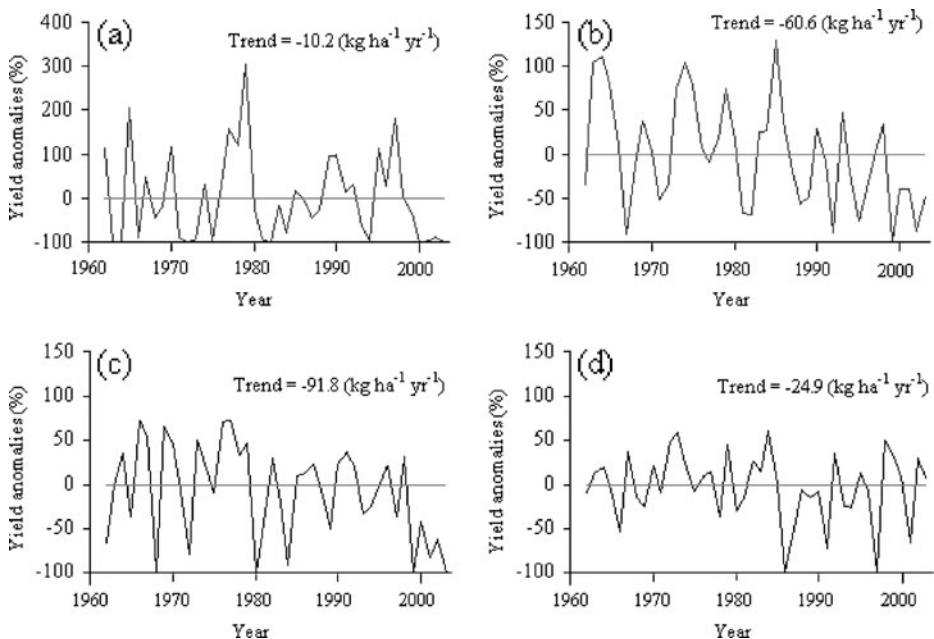 (a)
Trend = -10.2 (kg ha-1 yr-1)
Yield anomalies (%)
400
300
200
100
0
-100
1960 1970 1980 1990 2000
Year
(b)
Trend = -60.6 (kg ha-1 yr-1)
Yield anomalies (%)
150
100
50
0
-50
-100
1960 1970 1980 1990 2000
Year
(c)
Trend = -91.8 (kg ha-1 yr-1)
Yield anomalies (%)
150
100
50
0
-50
-100
1960 1970 1980 1990 2000
Year
(d)
Trend = -24.9 (kg ha-1 yr-1)
Yield anomalies (%)
150
100
50
0
-50
-100
1960 1970 1980 1990 2000
Year